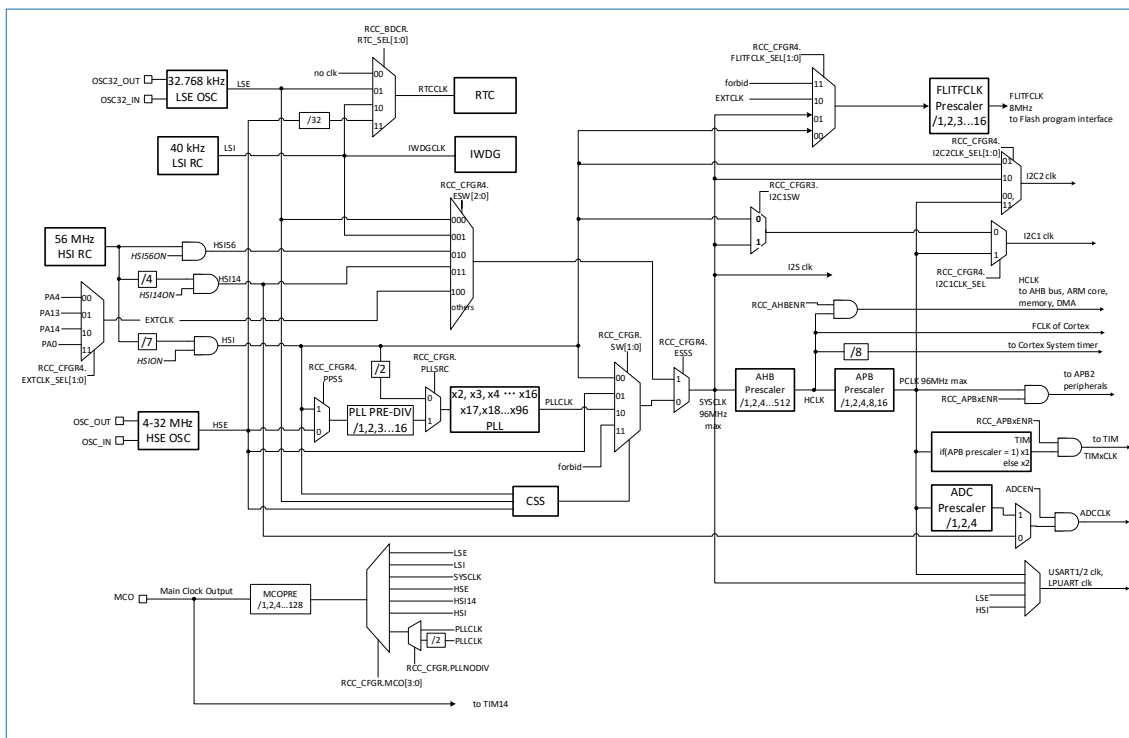 RCC_BDCR.
RTC_SEL[1:0]
OSC32_OUT
OSC32_IN
32.768 kHz
LSE OSC
LSE
no clk
00
01
10
11
/32
RTCCLK
RTC
40 kHz
LSI RC
LSI
IWDGCLK
IWDG
RCC_CFGR4.
FLITFCLK_SEL[1:0]
forbid
EXTCLK
11
10
01
00
FLITFCLK
Prescaler
/1,2,3...16
FLITFCLK
8MHz
to Flash program interface
RCC_CFGR4.
I2C2CLK_SEL[1:0]
01
10
00,
11
I2C2 clk
RCC_CFGR4.
ESW[2:0]
000
001
010
011
100
others
RCC_CFGR3.
I2C1SW
0
1
0
1
I2C1 clk
RCC_CFGR4.
I2C1CLK_SEL
56 MHz
HSI RC
HSI56ON
HSI56
/4
HSI14ON
HSI14
PA4
PA13
PA14
PA0
00
01
10
11
EXTCLK
RCC_CFGR4.
EXTCLK_SEL[1:0]
/7
HSION
HSI
I2S clk
RCC_AHBENR
HCLK
to AHB bus, ARM core,
memory, DMA
FCLK of Cortex
/8
to Cortex System timer
RCC_CFGR4.
PPSS
1
0
/2
RCC_CFGR.
PLLSRC
0
1
PLL PRE-DIV
/1,2,3...16
x2, x3, x4 ··· x16
x17,x18...x96
PLL
PLLCLK
RCC_CFGR.
SW[1:0]
00
01
10
11
forbid
RCC_CFGR4.
ESSS
1
0
SYSCLK
96MHz
max
AHB
Prescaler
/1,2,4...512
HCLK
APB
Prescaler
/1,2,4,8,16
PCLK 96MHz max
RCC_APBxENR
to APB2
peripherals
OSC_OUT
OSC_IN
4-32 MHz
HSE OSC
HSE
CSS
RCC_APBxENR
TIM
if(APB prescaler = 1) x1
else x2
to TIM
TIMxCLK
ADC
Prescaler
/1,2,4
ADCEN
1
0
ADCCLK
LSE
HSI
USART1/2 clk,
LPUART clk
MCO
Main Clock Output
MCOPRE
/1,2,4...128
LSE
LSI
SYSCLK
HSE
HSI14
HSI
PLLCLK
/2
PLLCLK
RCC_CFGR.PLLNODIV
RCC_CFGR.MCO[3:0]
to TIM14